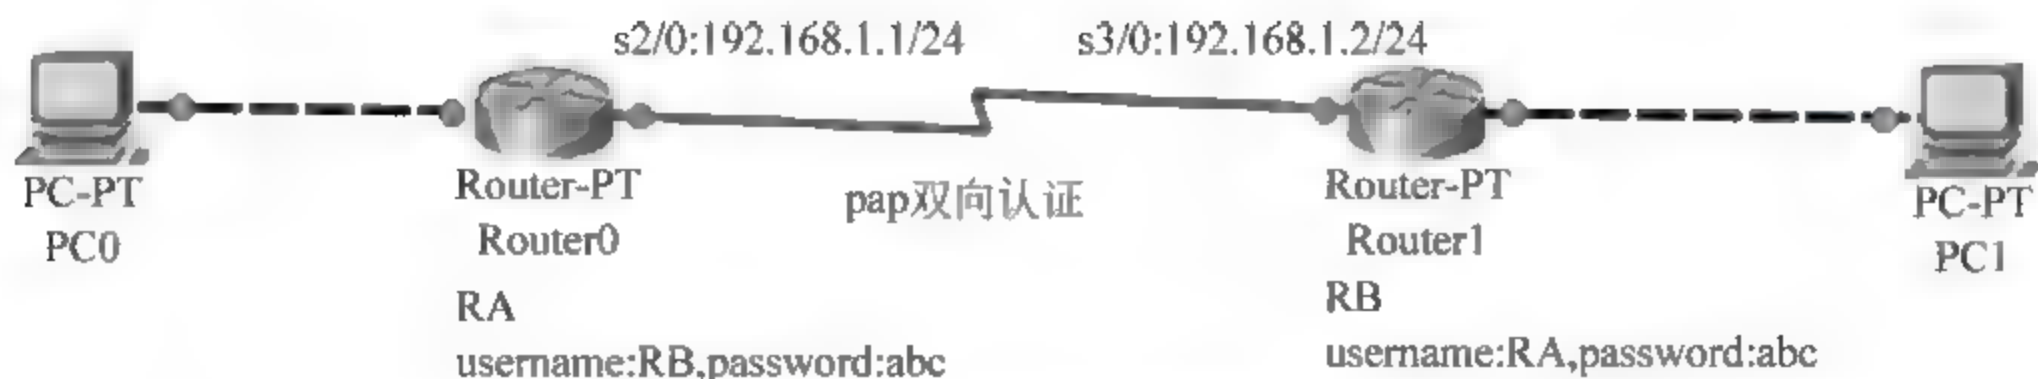 s2/0:192.168.1.1/24
s3/0:192.168.1.2/24
PC-PT
PC0
Router-PT
Router0
RA
username:RB,password:abc
pap双向认证
Router-PT
Router1
RB
username:RA,password:abc
PC-PT
PC1